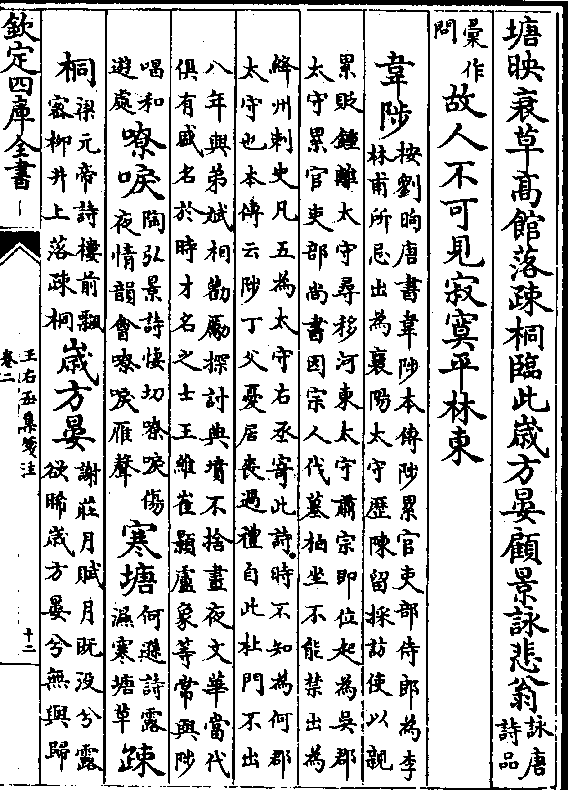 塘映衰草高館落疎桐臨此歳方晏顧景詠悲翁詠唐詩品
彙作問故人不可見寂寞平林東
韋陟按劉昫唐書韋陟本傳陟累官吏部侍郎為李
林甫所忌出為襄陽太守歴陳留採訪使以親
累貶鍾離太守尋移河東太守肅宗即位起為吳郡
太守累官吏部尚書因宗人代墓栢坐不能禁出為
絳州刺史凡五為太守右丞寄此詩時不知為何郡
太守也本傳云陟丁父憂居喪過禮自此杜門不出
八年與弟斌相勸勵探討典墳不捨晝夜文華當代
俱有盛名於時才名之士王維崔顥盧象等常與陟
唱和遊處嘹唳陶弘景詩悽切嘹唳傷夜情韻會嘹唳雁聲寒塘何遜詩露濕寒塘草疎
桐梁元帝詩樓前飄密柳井上落疎桐歳方晏謝莊月賦月既没兮露欲晞歳方晏兮無與歸
欽定四庫全書
王右丞集箋注
卷二
十二